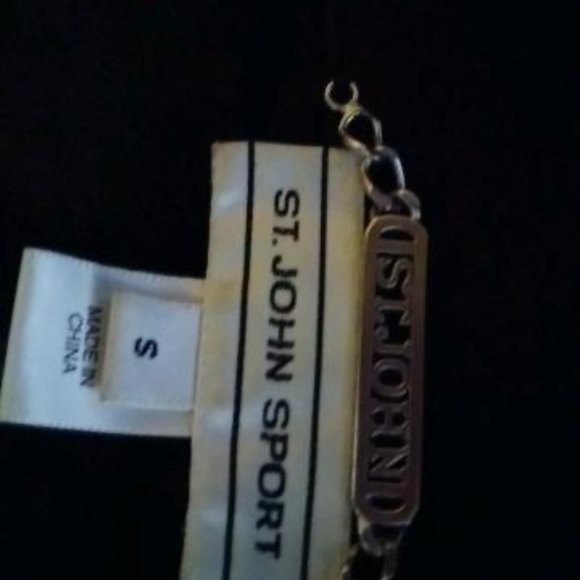 ST. JOHN
ST. JOHN SPORT
S
MADE IN
CHINA